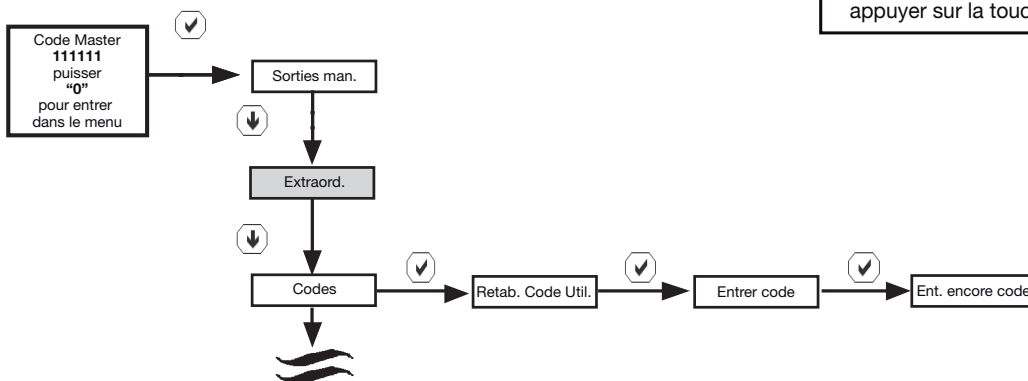 appuyer sur la
Code Master
111111
puisser
“0”
pour entrer
dans le menu
Sorties man.
Extraord.
Codes
Retab. Code Util.
Entrer code
Ent. encore code